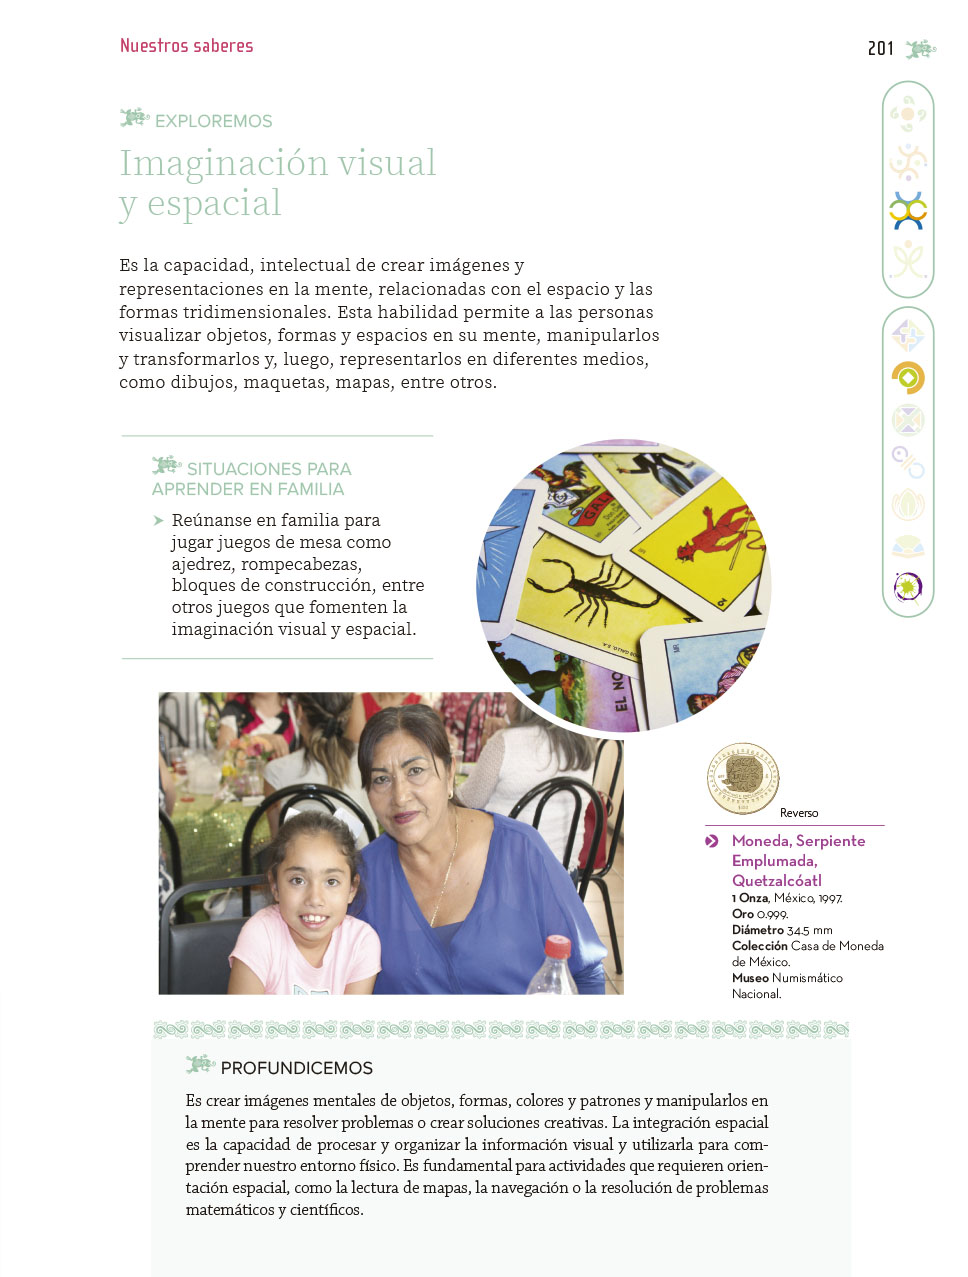 Nuestros saberes
201
EXPLOREMOS
Imaginación visual
y espacial
Es la capacidad, intelectual de crear imágenes y
representaciones en la mente, relacionadas con el espacio y las
formas tridimensionales. Esta habilidad permite a las personas
visualizar objetos, formas y espacios en su mente, manipularlos
y transformarlos y, luego, representarlos en diferentes medios,
como dibujos, maquetas, mapas, entre otros.
SITUACIONES PARA
APRENDER EN FAMILIA
Reúnanse en familia para
jugar juegos de mesa como
ajedrez, rompecabezas,
bloques de construcción, entre
otros juegos que fomenten la
imaginación visual y espacial.
GAL
EL NO
Reverso
Moneda, Serpiente
Emplumada,
Quetzalcóatl
1 Onza, México, 1997.
Oro 0.999.
Diámetro 34.5 mm
Colección Casa de Moneda
de México.
Museo Numismático
Nacional.
PROFUNDICEMOS
Es crear imágenes mentales de objetos, formas, colores y patrones y manipularlos en
la mente para resolver problemas o crear soluciones creativas. La integración espacial
es la capacidad de procesar y organizar la información visual y utilizarla para com-
prender nuestro entorno físico. Es fundamental para actividades que requieren orien-
tación espacial, como la lectura de mapas, la navegación o la resolución de problemas
matemáticos y científicos.